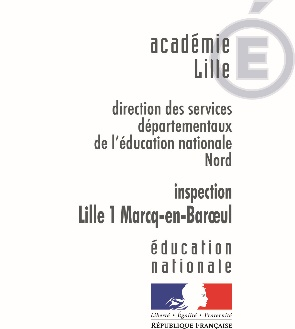 académie
Lille
É
direction des services
départementaux
de l'éducation nationale
Nord
inspection
Lille 1 Marcq-en-Barœul
éducation
nationale
Liberté • Égalité • Fraternité
RÉPUBLIQUE FRANÇAISE